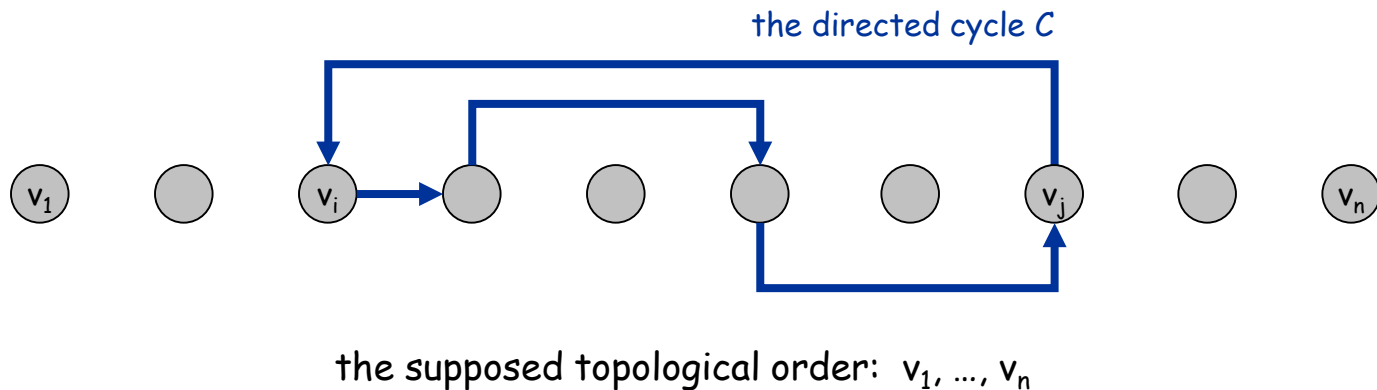 the directed cycle C
v₁ vᵢ vⱼ vₙ
the supposed topological order: v₁, ..., vₙ